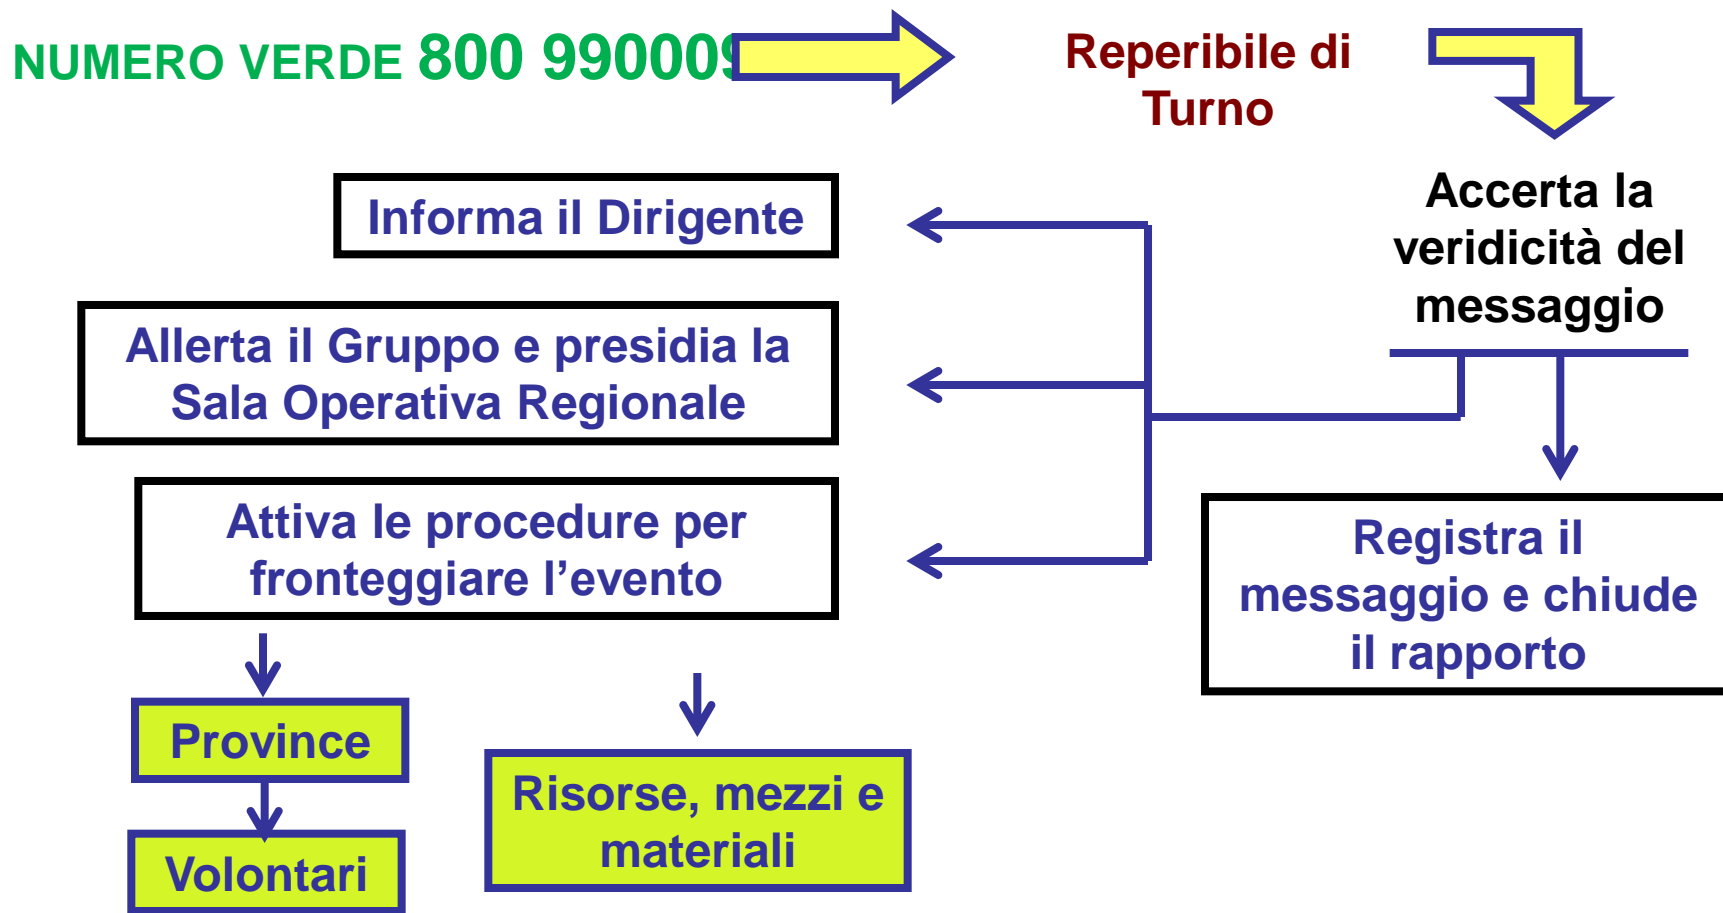 NUMERO VERDE 800 990009
Reperibile di
Turno
Accerta la
veridicità del
messaggio
Informa il Dirigente
Allerta il Gruppo e presidia la
Sala Operativa Regionale
Attiva le procedure per
fronteggiare l’evento
Registra il
messaggio e chiude
il rapporto
Province
Volontari
Risorse, mezzi e
materiali